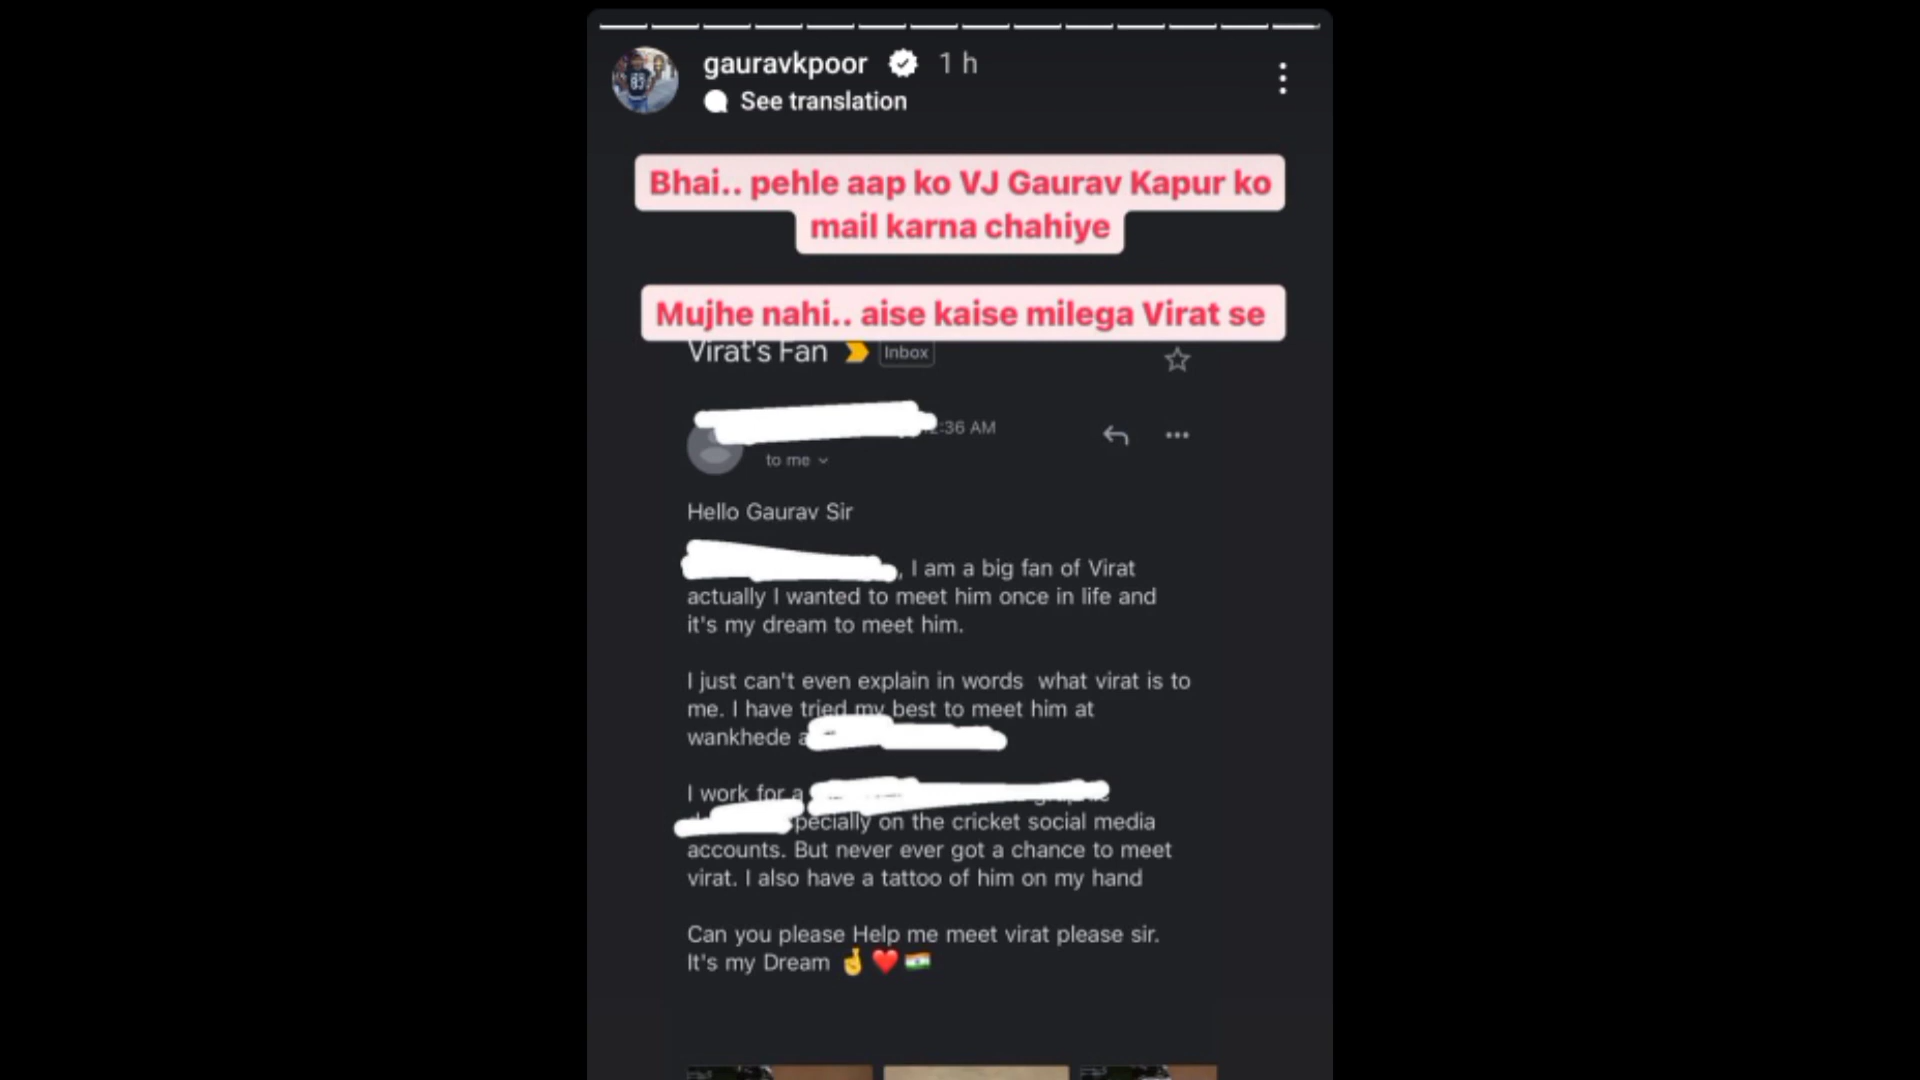 gauravkpoor 1 h
See translation
Bhai.. pehle aap ko VJ Gaurav Kapur ko
mail karna chahiye
Mujhe nahi.. aise kaise milega Virat se
Virat's Fan Inbox
:36 AM
to me
Hello Gaurav Sir
, I am a big fan of Virat
actually I wanted to meet him once in life and
it's my dream to meet him.
I just can't even explain in words what virat is to
me. I have tried my best to meet him at
wankhede
I work for a
pecially on the cricket social media
accounts. But never ever got a chance to meet
virat. I also have a tattoo of him on my hand
Can you please Help me meet virat please sir.
It's my Dream 🤞❤️🇮🇳